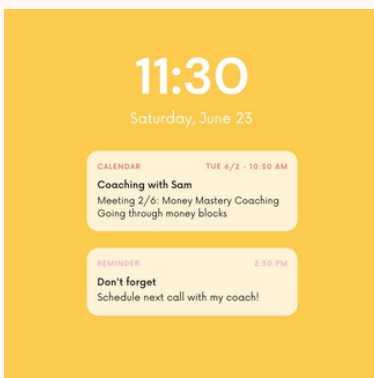 11:30
Saturday, June 23
CALENDAR TUE 6/2 - 10:30 AM
Coaching with Sam
Meeting 2/6: Money Mastery Coaching
Going through money blocks
REMINDER 2:30 PM
Don't forget
Schedule next call with my coach!